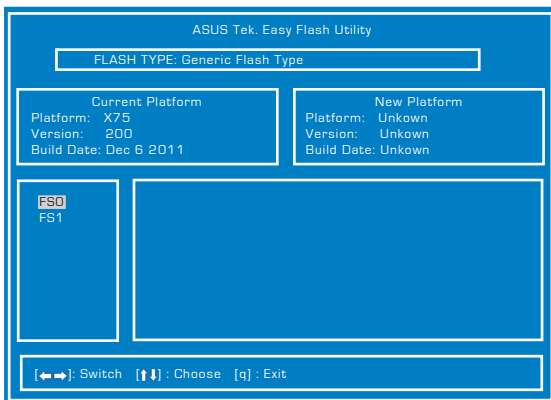 ASUS Tek. Easy Flash Utility
FLASH TYPE: Generic Flash Type
Current Platform
Platform: X75
Version: 200
Build Date: Dec 6 2011
New Platform
Platform: Unkown
Version: Unkown
Build Date: Unkown
FS0
FS1
[←→]: Switch [↑↓] : Choose [q] : Exit